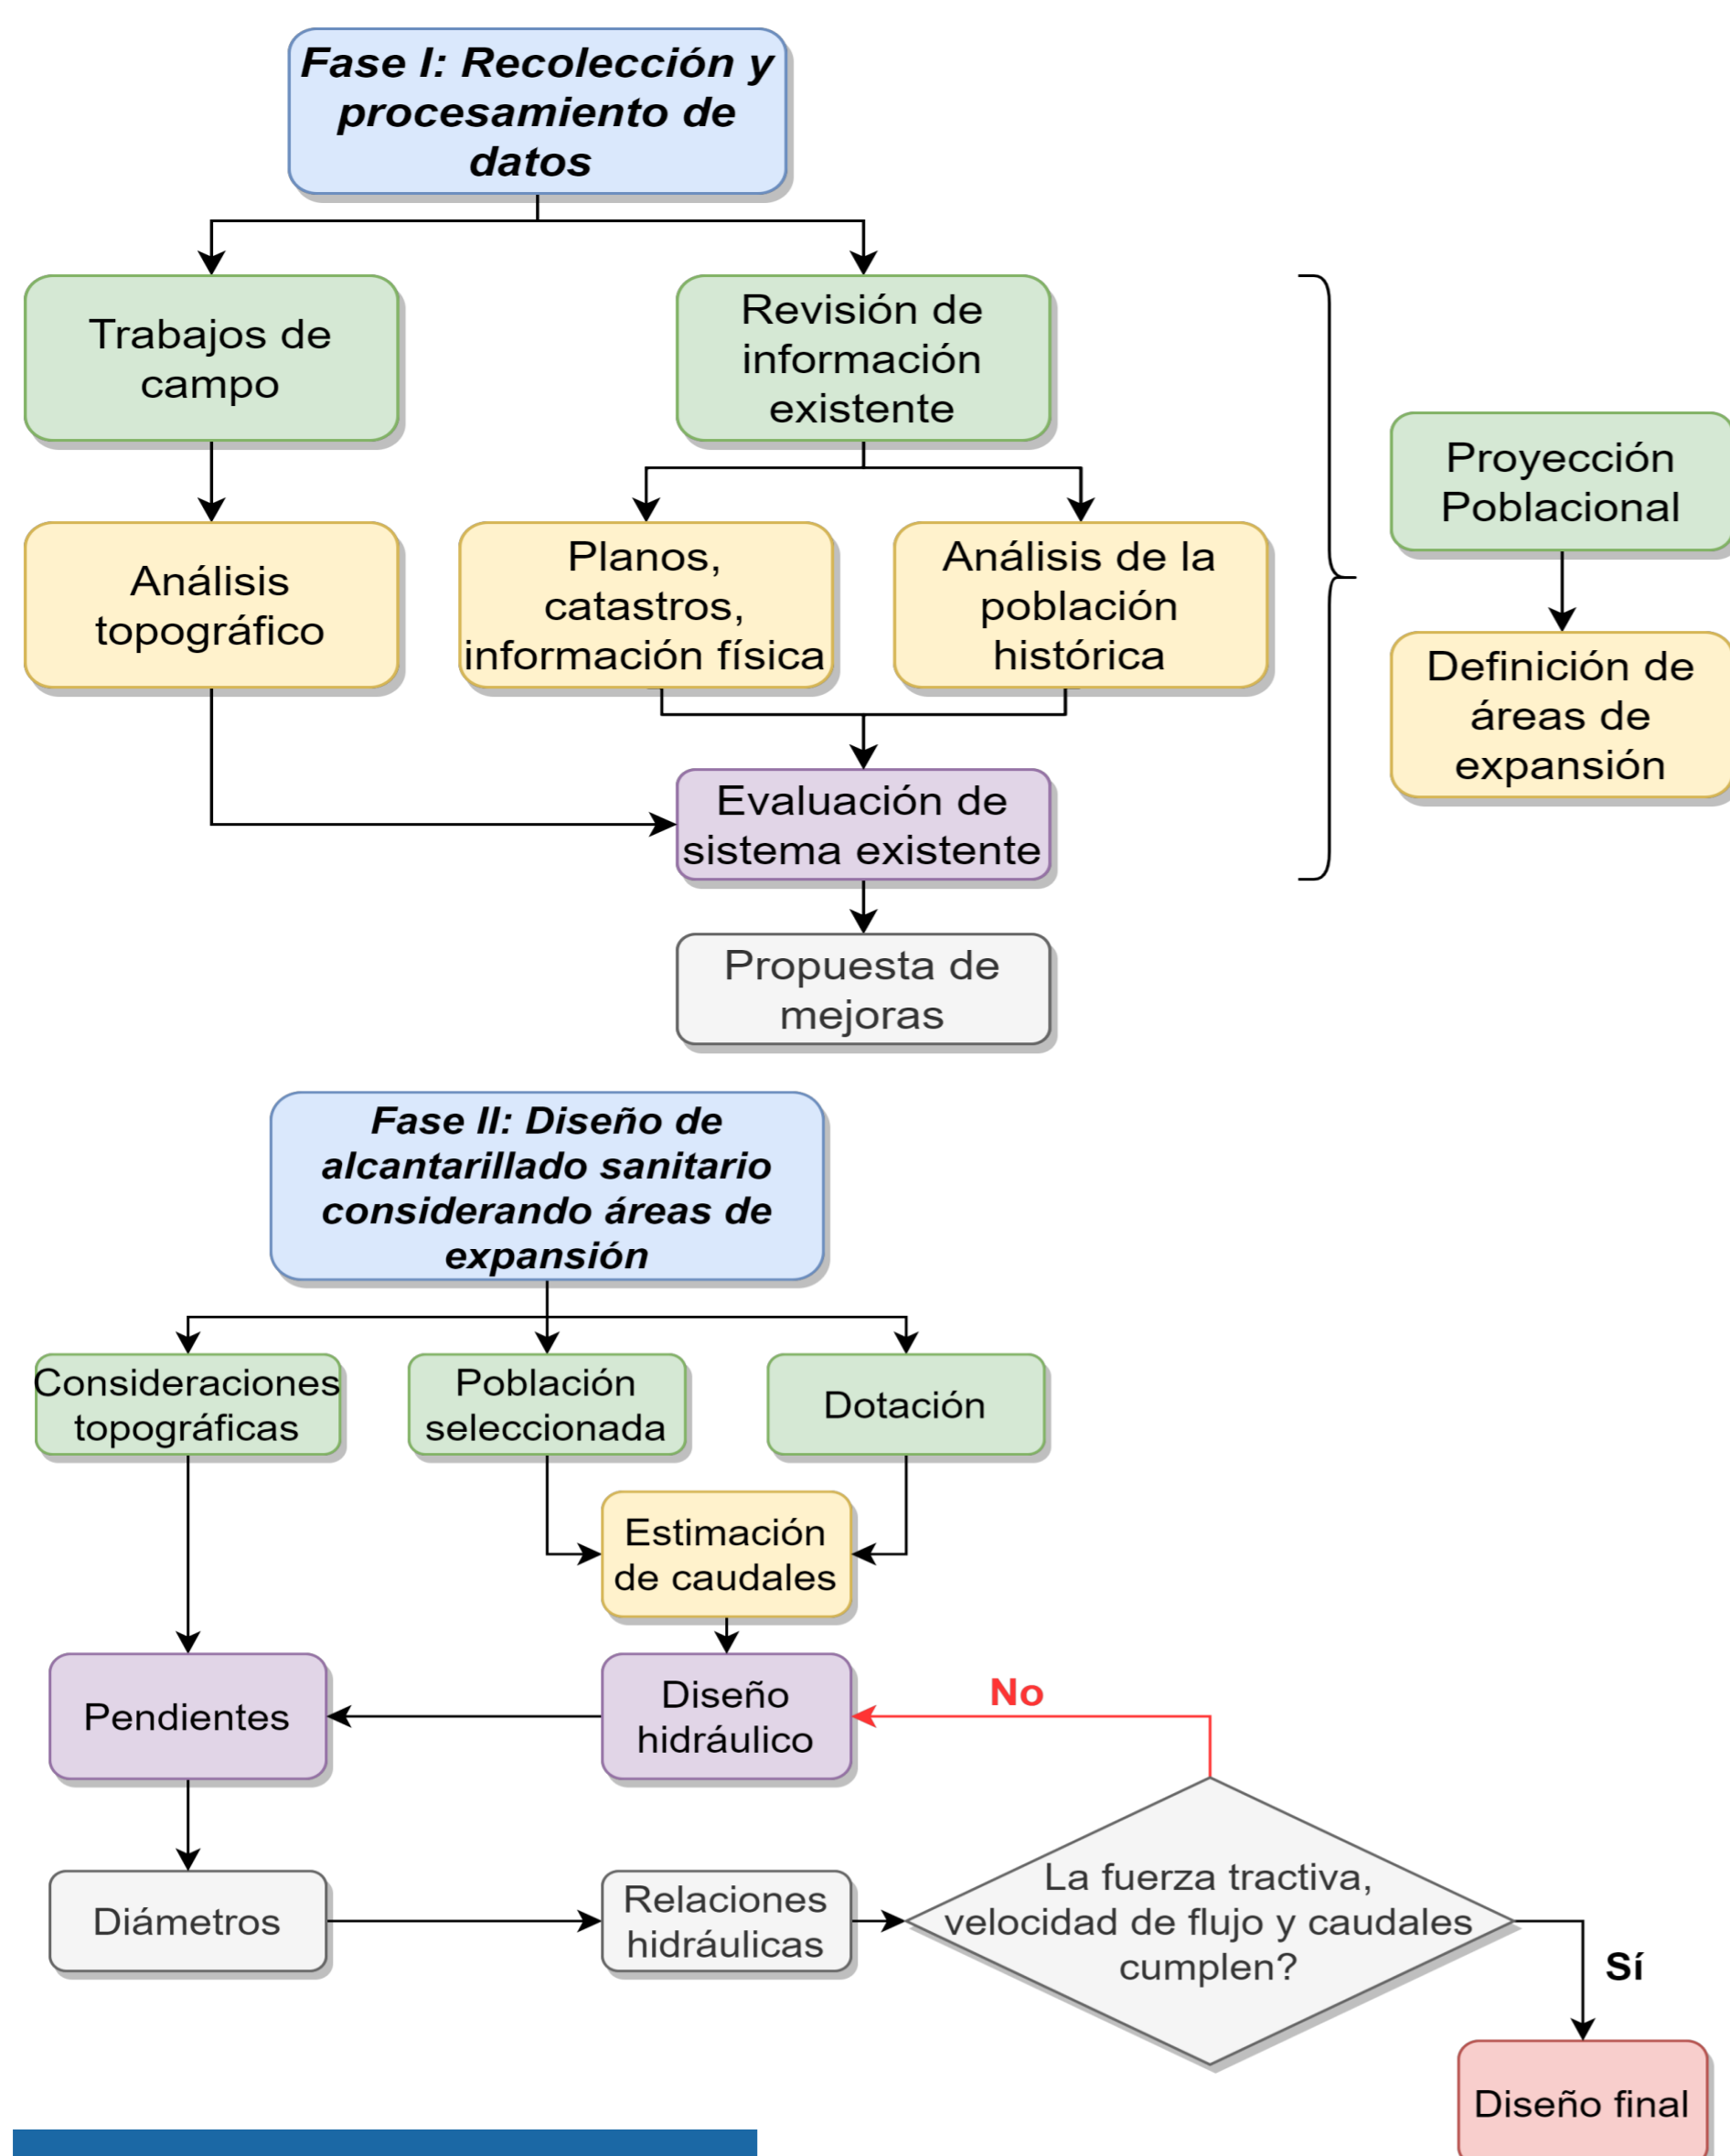 Fase I: Recolección y
procesamiento de
datos
Trabajos de
campo
Revisión de
información
existente
Análisis
topográfico
Planos,
catastros,
información física
Análisis de la
población
histórica
Proyección
Poblacional
Definición de
áreas de
expansión
Evaluación de
sistema existente
Propuesta de
mejoras
Fase II: Diseño de
alcantarillado sanitario
considerando áreas de
expansión
Consideraciones
topográficas
Población
seleccionada
Dotación
Estimación
de caudales
Pendientes
Diseño
hidráulico
No
Diámetros
Relaciones
hidráulicas
La fuerza tractiva,
velocidad de flujo y caudales
cumplen?
Sí
Diseño final